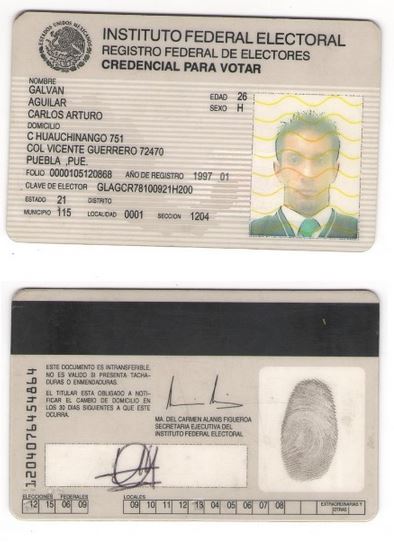 ESTADOS UNIDOS MEXICANOS
INSTITUTO FEDERAL ELECTORAL
REGISTRO FEDERAL DE ELECTORES
CREDENCIAL PARA VOTAR
NOMBRE
GALVAN
AGUILAR
CARLOS ARTURO
EDAD 26
SEXO H
DOMICILIO
C HUAUCHINANGO 751
COL VICENTE GUERRERO 72470
PUEBLA ,PUE.
FOLIO 0000105120868 AÑO DE REGISTRO 1997 01
CLAVE DE ELECTOR GLAGCR78100921H200
ESTADO 21 DISTRITO
MUNICIPIO 115 LOCALIDAD 0001 SECCION 1204
ESTE DOCUMENTO ES INTRANSFERIBLE,
NO ES VALIDO SI PRESENTA TACHA-
DURAS O ENMENDADURAS.
EL TITULAR ESTA OBLIGADO A NOTI-
FICAR EL CAMBIO DE DOMICILIO EN
LOS 30 DIAS SIGUIENTES A QUE ESTE
OCURRA.
MA. DEL CARMEN ALANIS FIGUEROA
SECRETARIA EJECUTIVA DEL
INSTITUTO FEDERAL ELECTORAL
1204076454864
ELECCIONES FEDERALES LOCALES EXTRAORDINARIAS Y OTRAS
12 15 06 09 09 10 11 12 13 04 05 06 07 08